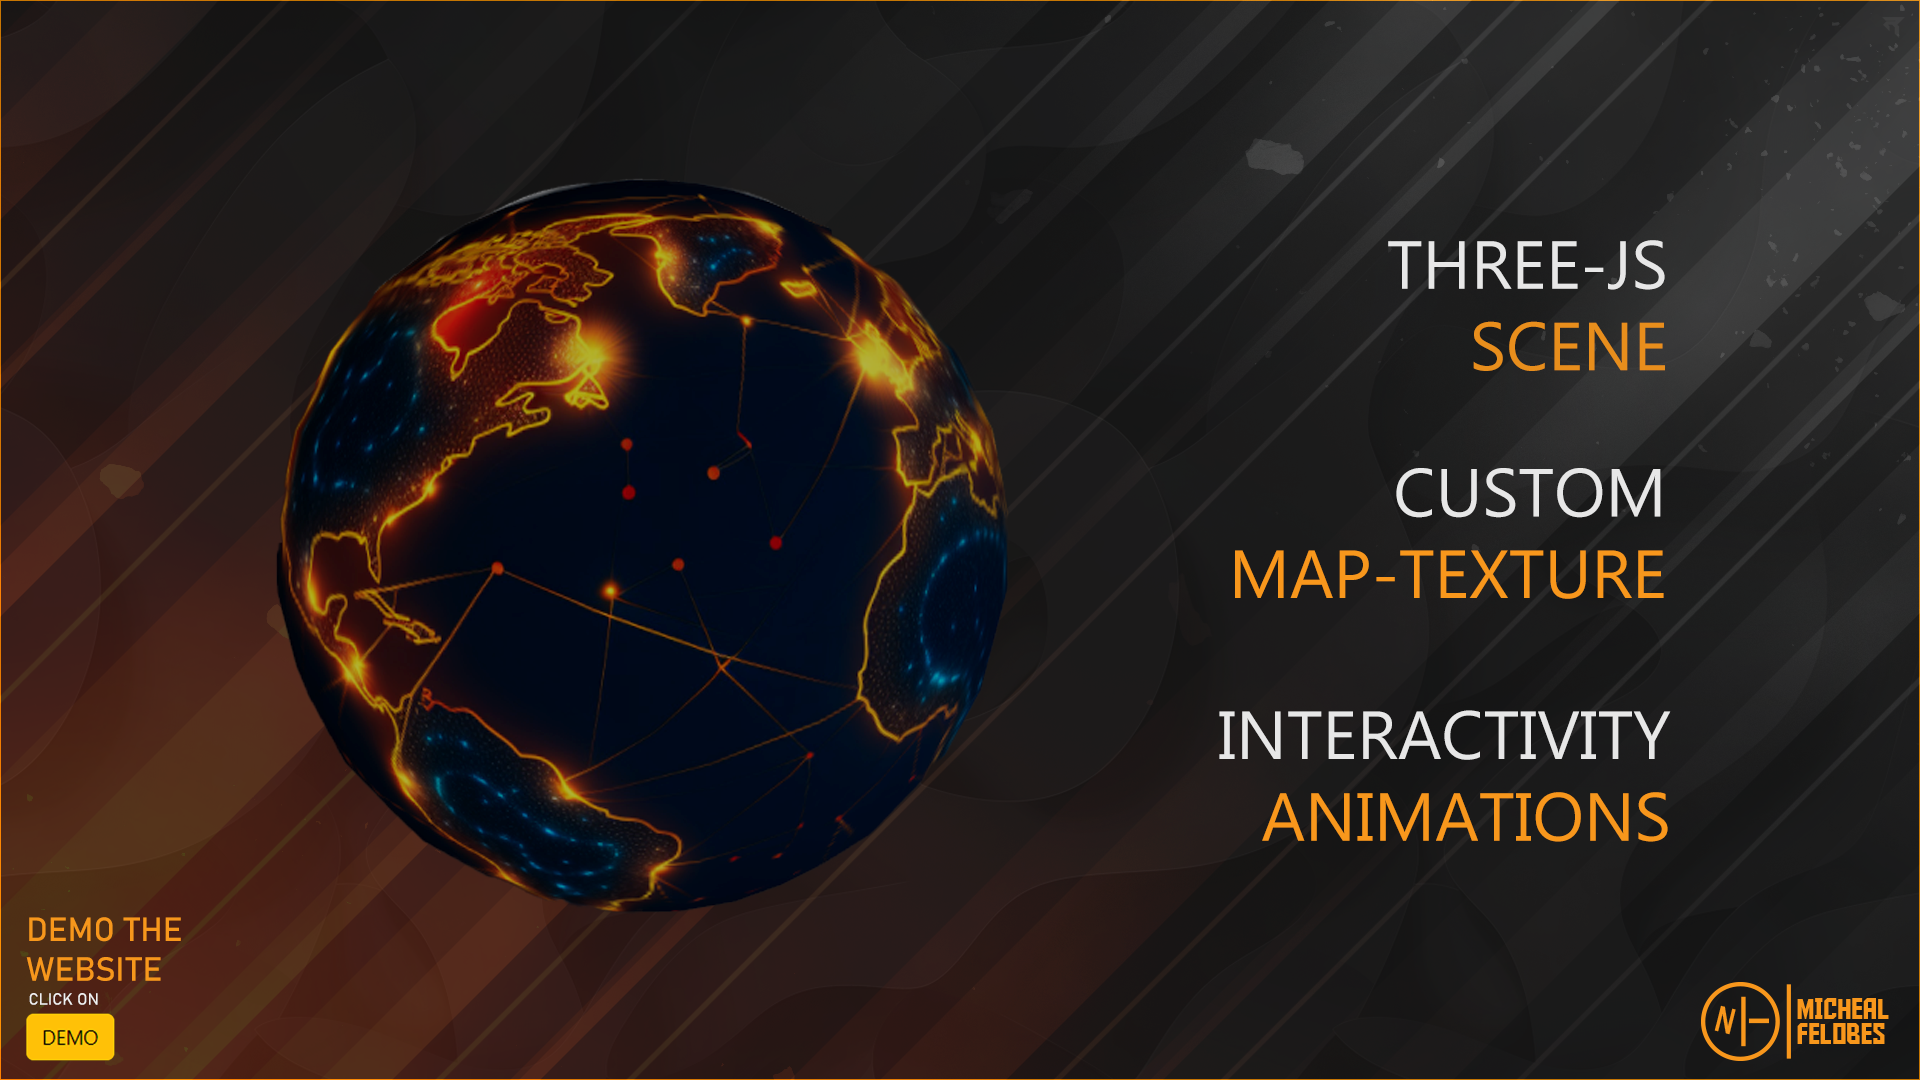 THREE-JS
SCENE
CUSTOM
MAP-TEXTURE
INTERACTIVITY
ANIMATIONS
DEMO THE
WEBSITE
CLICK ON
DEMO
MICHEAL
FELOBES